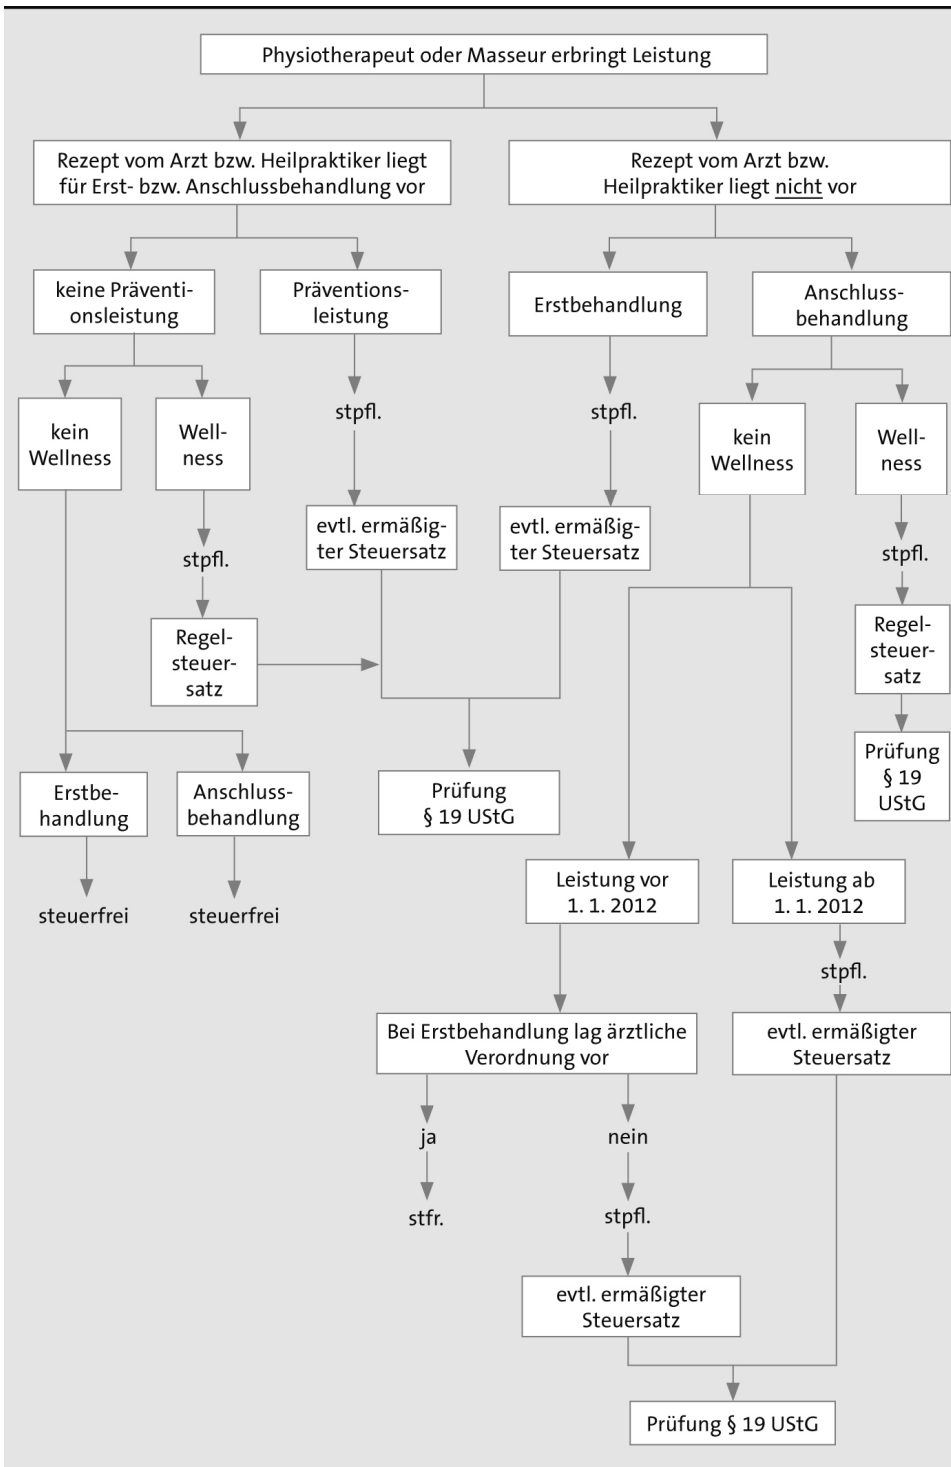 Physiotherapeut oder Masseur erbringt Leistung
Rezept vom Arzt bzw. Heilpraktiker liegt
für Erst- bzw. Anschlussbehandlung vor
Rezept vom Arzt bzw.
Heilpraktiker liegt nicht vor
keine Präventi-
onsleistung
Präventions-
leistung
Erstbehandlung
Anschluss-
behandlung
kein
Wellness
Well-
ness
stpfl.
stpfl.
kein
Wellness
Well-
ness
stpfl.
evtl. ermäßig-
ter Steuersatz
evtl. ermäßig-
ter Steuersatz
stpfl.
Regel-
steuer-
satz
Regel-
steuer-
satz
Erstbe-
handlung
Anschluss-
behandlung
Prüfung
§ 19 UStG
Prüfung
§ 19
UStG
steuerfrei
steuerfrei
Leistung vor
1. 1. 2012
Leistung ab
1. 1. 2012
stpfl.
Bei Erstbehandlung lag ärztliche
Verordnung vor
evtl. ermäßigter
Steuersatz
ja
nein
stfr.
stpfl.
evtl. ermäßigter
Steuersatz
Prüfung § 19 UStG